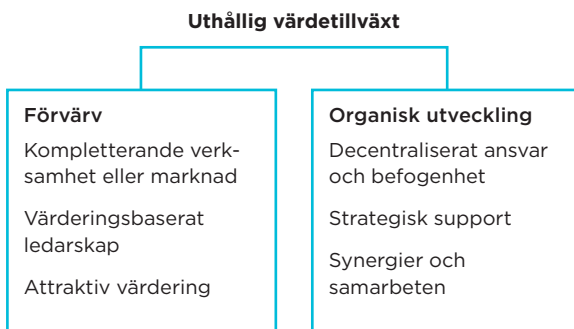 Uthållig värdetillväxt
Förvärv
Kompletterande verk-
samhet eller marknad
Värderingsbaserat
ledarskap
Attraktiv värdering
Organisk utveckling
Decentraliserat ansvar
och befogenhet
Strategisk support
Synergier och
samarbeten